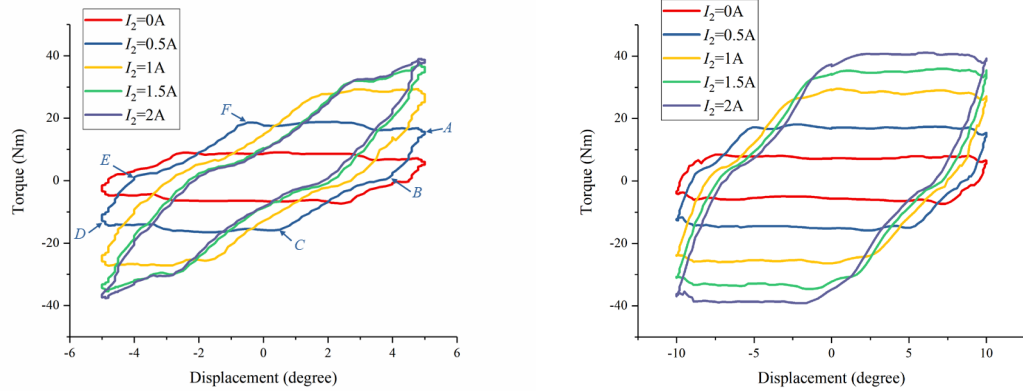 I2=0A
I2=0.5A
I2=1A
I2=1.5A
I2=2A
40
20
0
-20
-40
Torque (Nm)
F
A
E
B
D
C
-6
-4
-2
0
2
4
6
Displacement (degree)
I2=0A
I2=0.5A
I2=1A
I2=1.5A
I2=2A
40
20
0
-20
-40
Torque (Nm)
-10
-5
0
5
10
Displacement (degree)